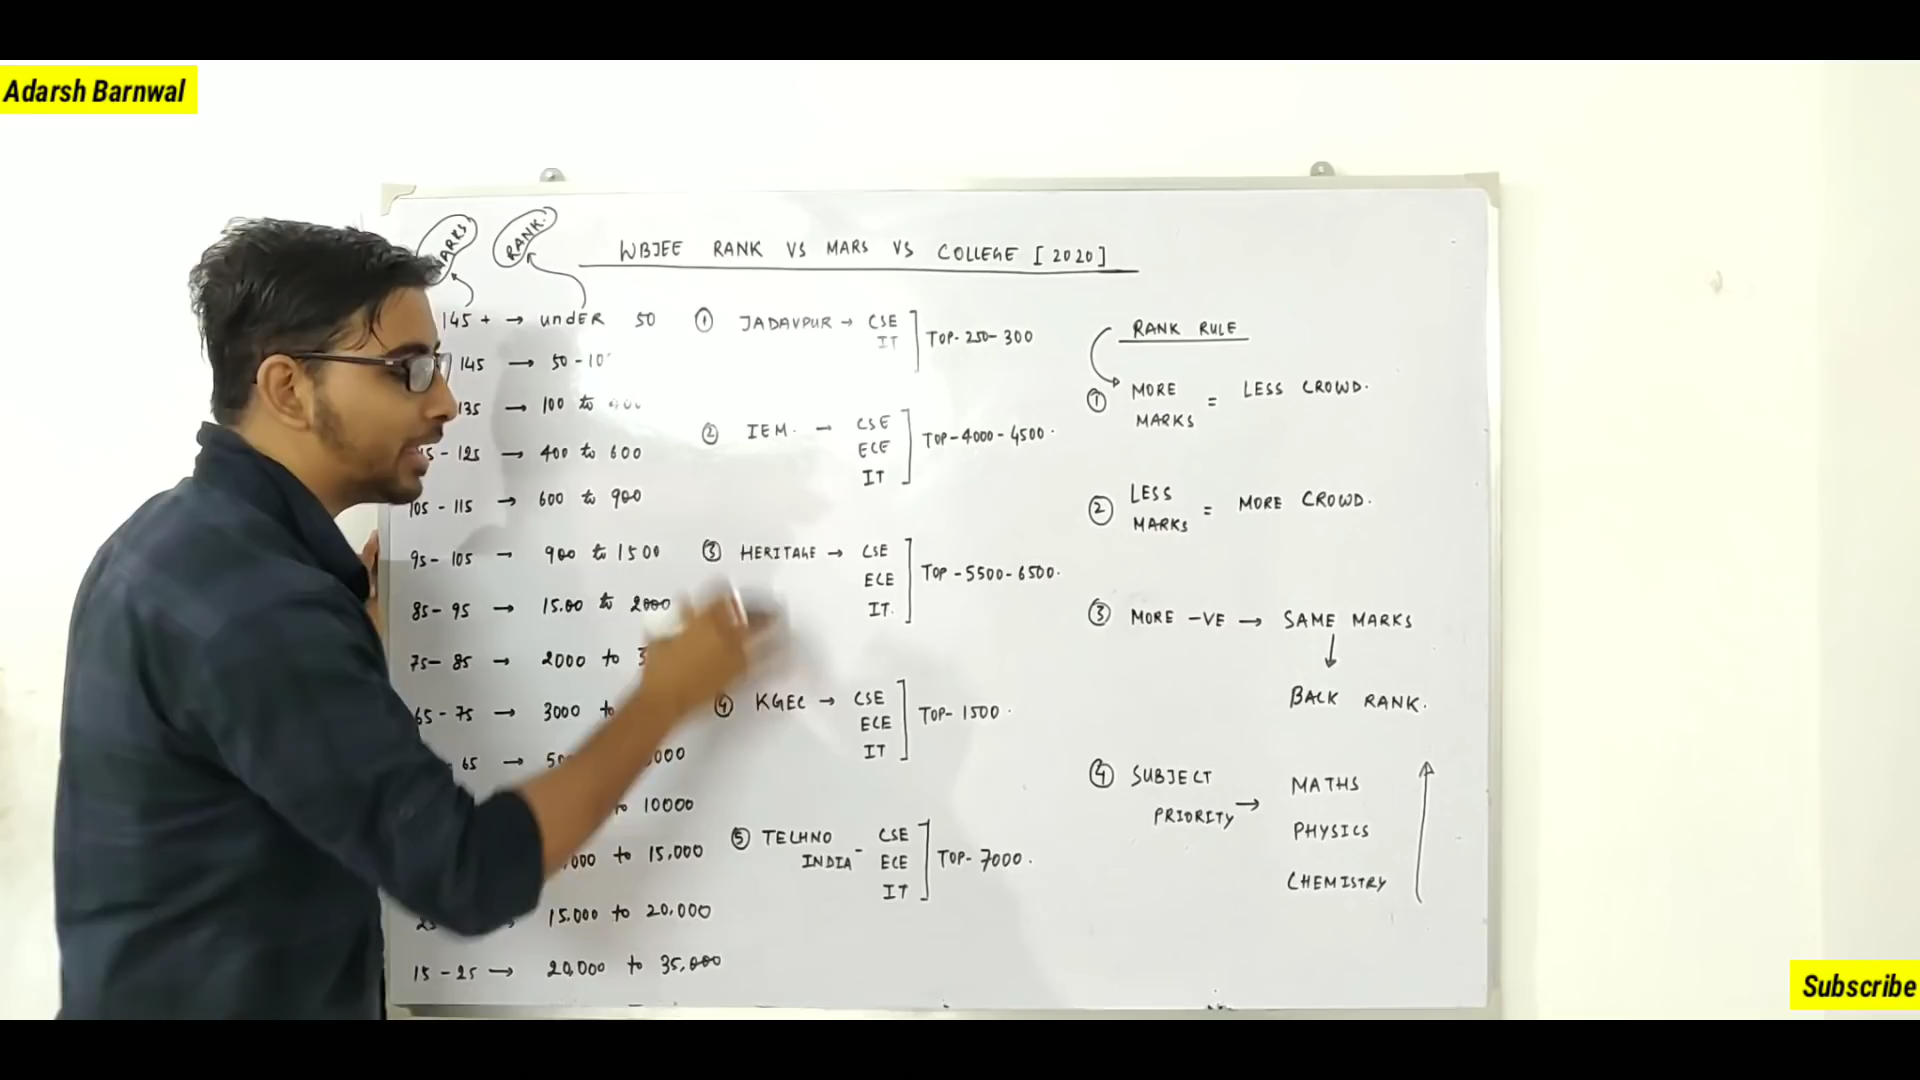 Adarsh Barnwal
RANK.
WBJEE RANK VS MARS VS COLLEGE [2020]
145 + → undER 50
145 → 50 -
135 → 100 to
- 125 → 400 to 600
105 - 115 → 600 to 900
95 - 105 → 900 to 1500
85 - 95 → 15.00 to 2000
75 - 85 → 2000 to
65 - 75 → 3000 to
65 →
to 10000
to 15,000
15.000 to 20,000
15 - 25 → 20,000 to 35,000
① JADAVPUR → CSE
IT
TOP - 250 - 300
② IEM. → CSE
ECE
IT
TOP - 4000 - 4500.
③ HERITAGE → CSE
ECE
IT.
TOP - 5500 - 6500.
④ KGEC → CSE
ECE
IT
TOP - 1500.
⑤ TECHNO
INDIA - CSE
ECE
IT
TOP - 7000.
RANK RULE
① MORE
MARKS = LESS CROWD.
② LESS
MARKS = MORE CROWD.
③ MORE -VE → SAME MARKS
↓
BACK RANK.
④ SUBJECT
PRIORITY → MATHS
PHYSICS
CHEMISTRY
Subscribe